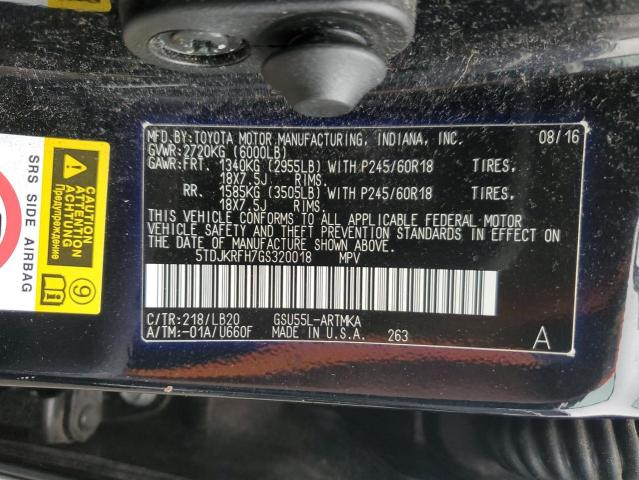 MFD.BY:TOYOTA MOTOR MANUFACTURING, INDIANA, INC. 08/16
GVWR:2720KG (6000LB)
GAWR:FRT. 1340KG (2955LB) WITH P245/60R18 TIRES,
18X7.5J RIMS,
RR. 1585KG (3505LB) WITH P245/60R18 TIRES,
18X7.5J RIMS.
THIS VEHICLE CONFORMS TO ALL APPLICABLE FEDERAL MOTOR
VEHICLE SAFETY AND THEFT PREVENTION STANDARDS IN EFFECT ON
THE DATE OF MANUFACTURE SHOWN ABOVE.
5TDJKRFH7GS320018 MPV
C/TR:218/LB20 GSU55L-ARTMKA
A/TM:-01A/U660F MADE IN U.S.A. 263 A
SRS SIDE AIRBAG
CAUTION
ATTENTION
ACHTUNG
Предупреждение
9